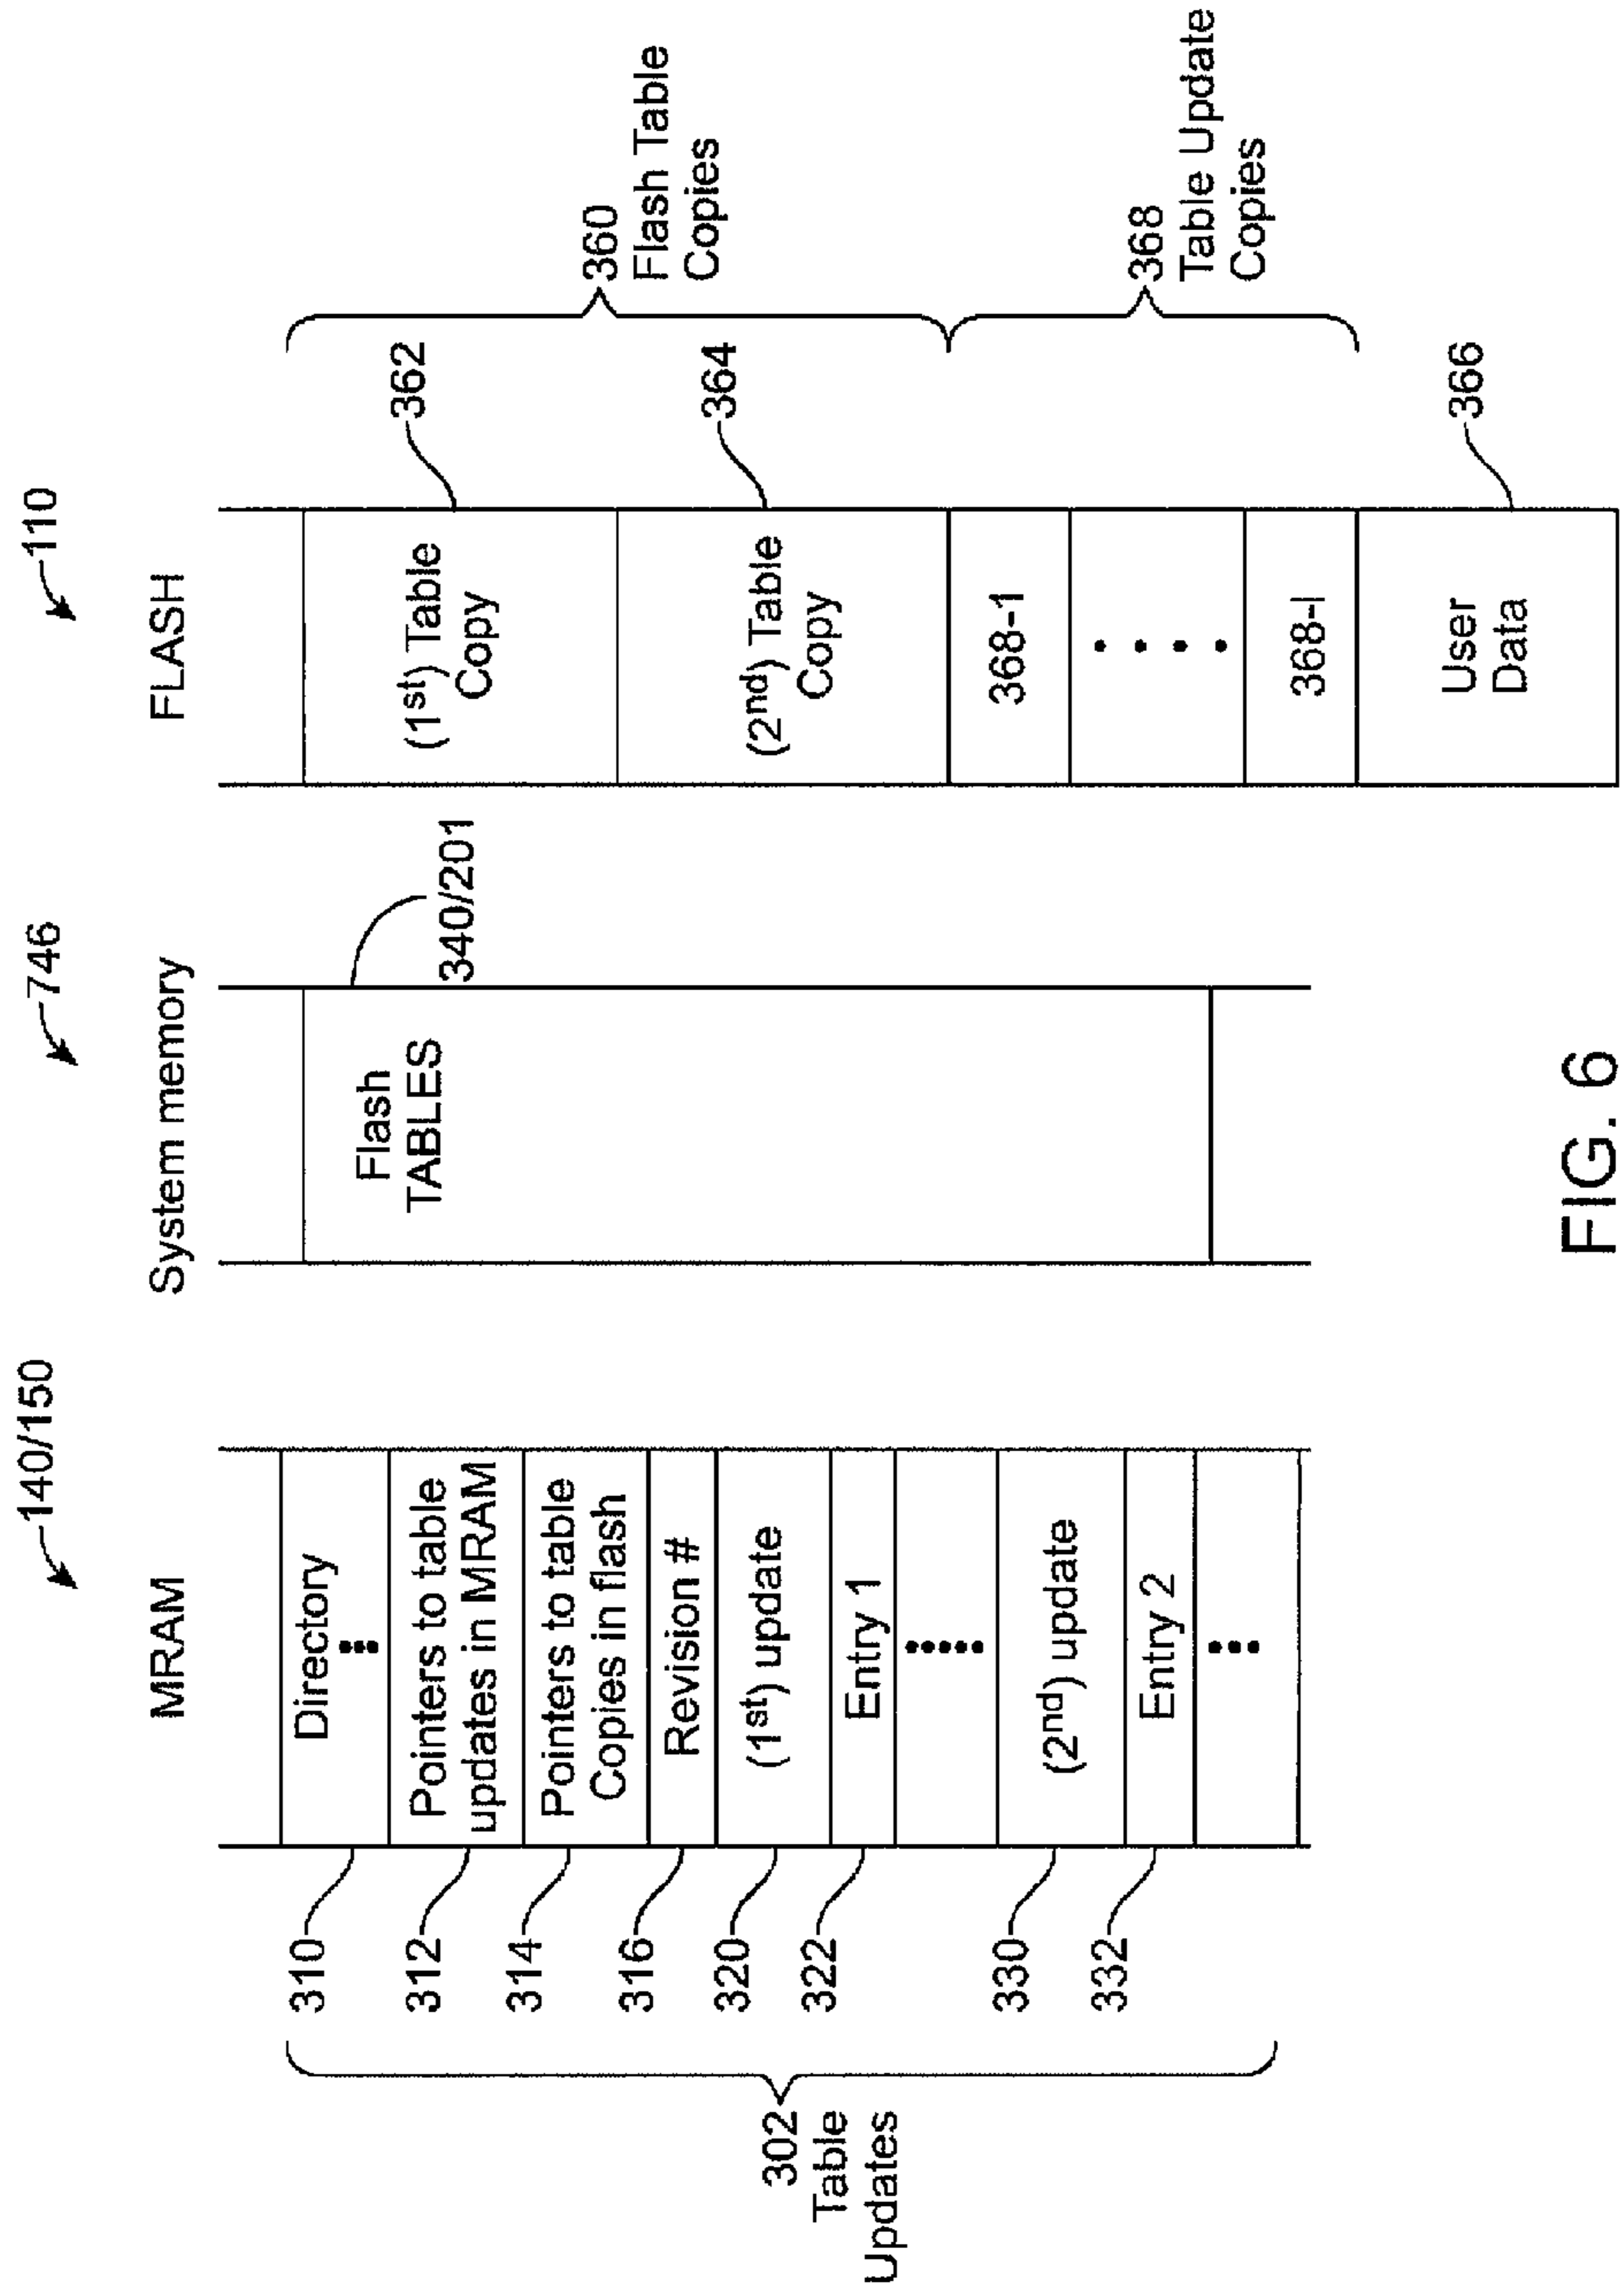 140/150
MRAM
Directory
Pointers to table
updates in MRAM
Pointers to table
Copies in flash
Revision #
(1st) update
Entry 1
(2nd) update
Entry 2
310
312
314
316
320
322
330
332
302
Table
Updates
746
System memory
Flash
TABLES
340/201
110
FLASH
(1st) Table
Copy
(2nd) Table
Copy
368-1
368-I
User
Data
362
364
366
360
Flash Table
Copies
368
Table Update
Copies
FIG. 6